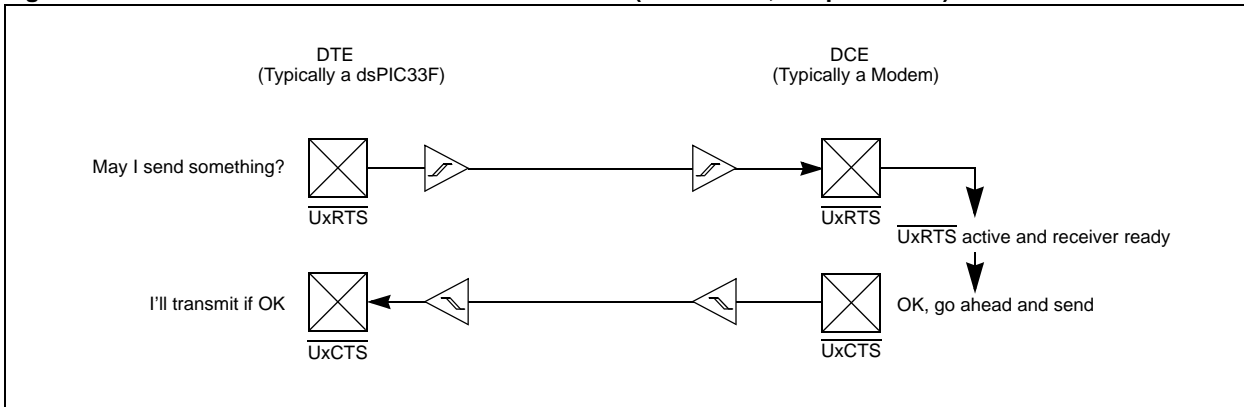 DTE
(Typically a dsPIC33F)
DCE
(Typically a Modem)
May I send something?
UxRTS
UxRTS
UxRTS active and receiver ready
I'll transmit if OK
OK, go ahead and send
UxCTS
UxCTS